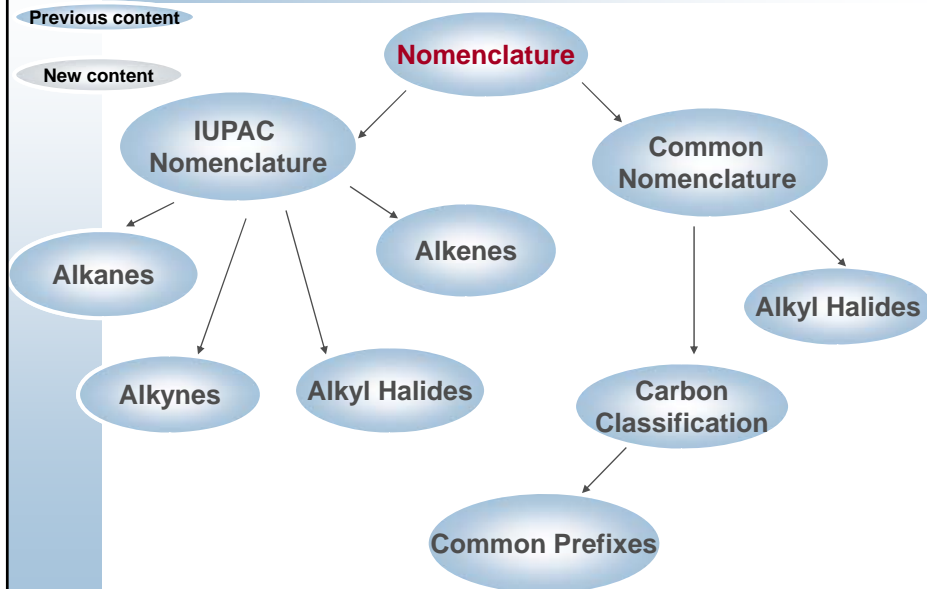 Previous content
New content
Nomenclature
IUPAC
Nomenclature
Common
Nomenclature
Alkanes
Alkenes
Alkyl Halides
Alkynes
Alkyl Halides
Carbon
Classification
Common Prefixes